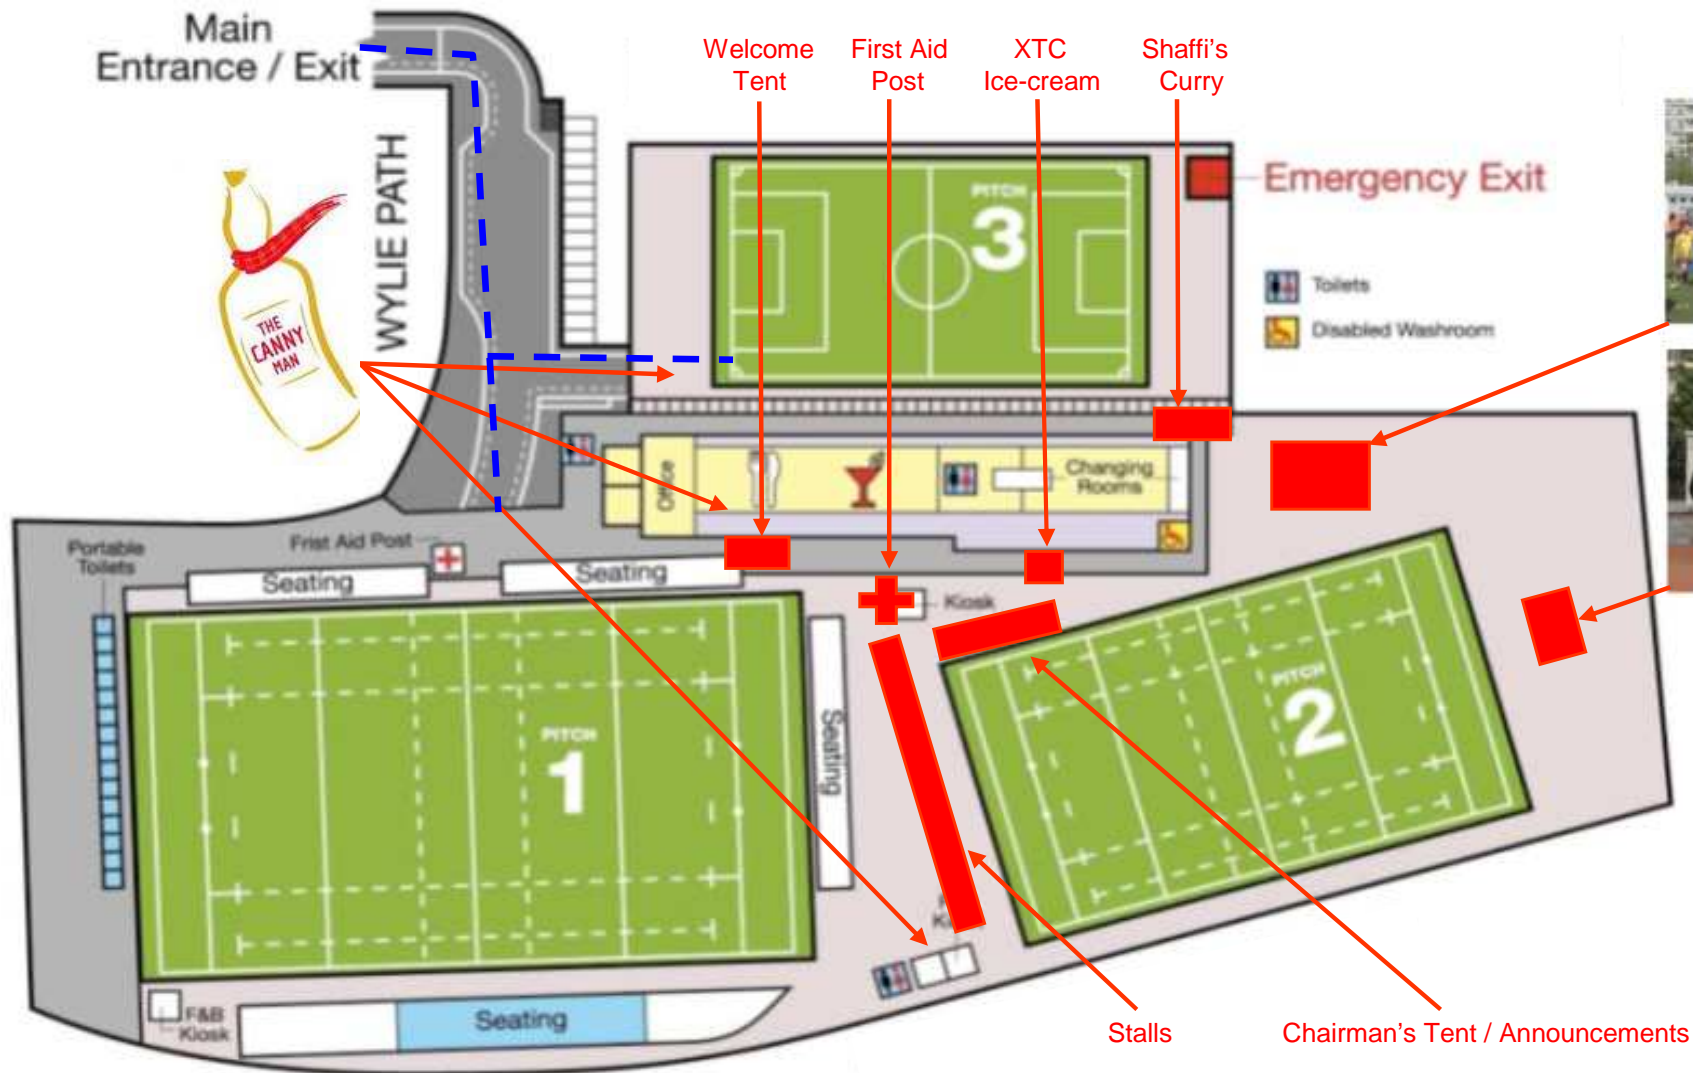 Main
Entrance / Exit
Welcome
Tent
First Aid
Post
XTC
Ice-cream
Shaffi's
Curry
WYLIE PATH
THE
CANNY
MAN
PITCH
3
Emergency Exit
Toilets
Disabled Washroom
Office
Changing
Rooms
Portable
Toilets
Frist Aid Post
Seating
Seating
Kiosk
PITCH
1
Seating
PITCH
2
F&B
Kiosk
Seating
Stalls
Chairman's Tent / Announcements